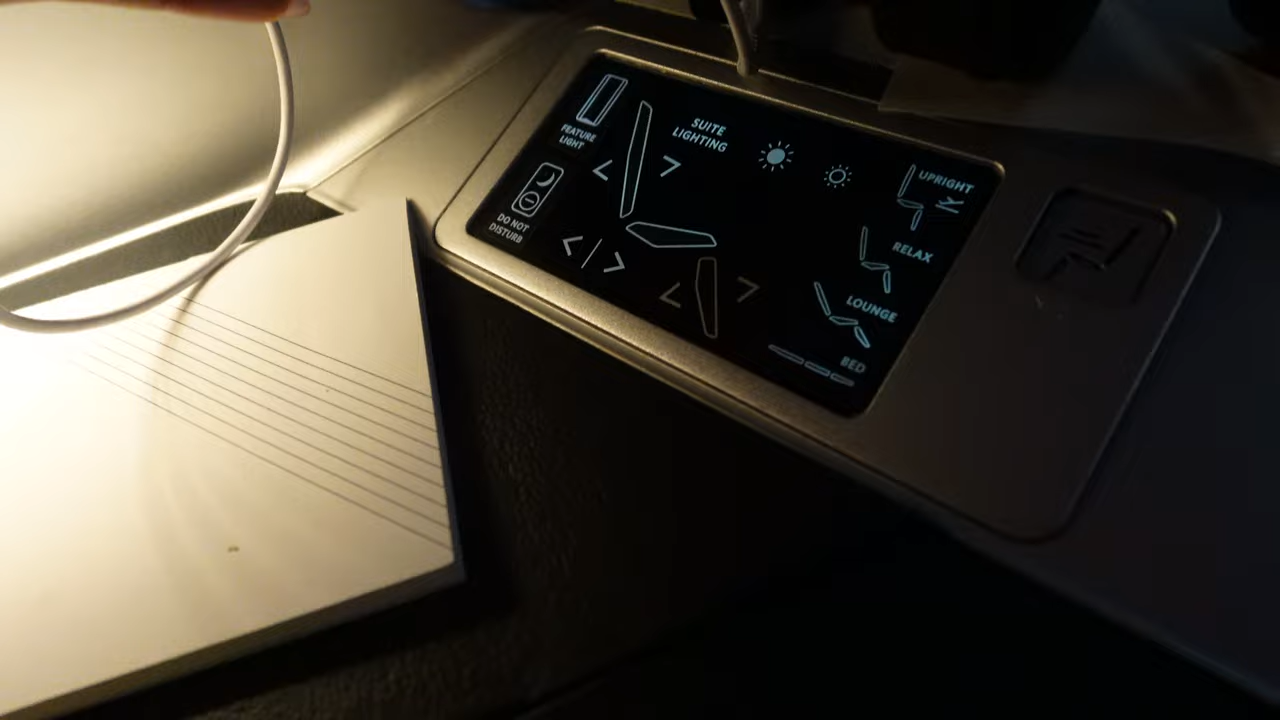 FEATURE
LIGHT
SUITE
LIGHTING
DO NOT
DISTURB
UPRIGHT
RELAX
LOUNGE
BED